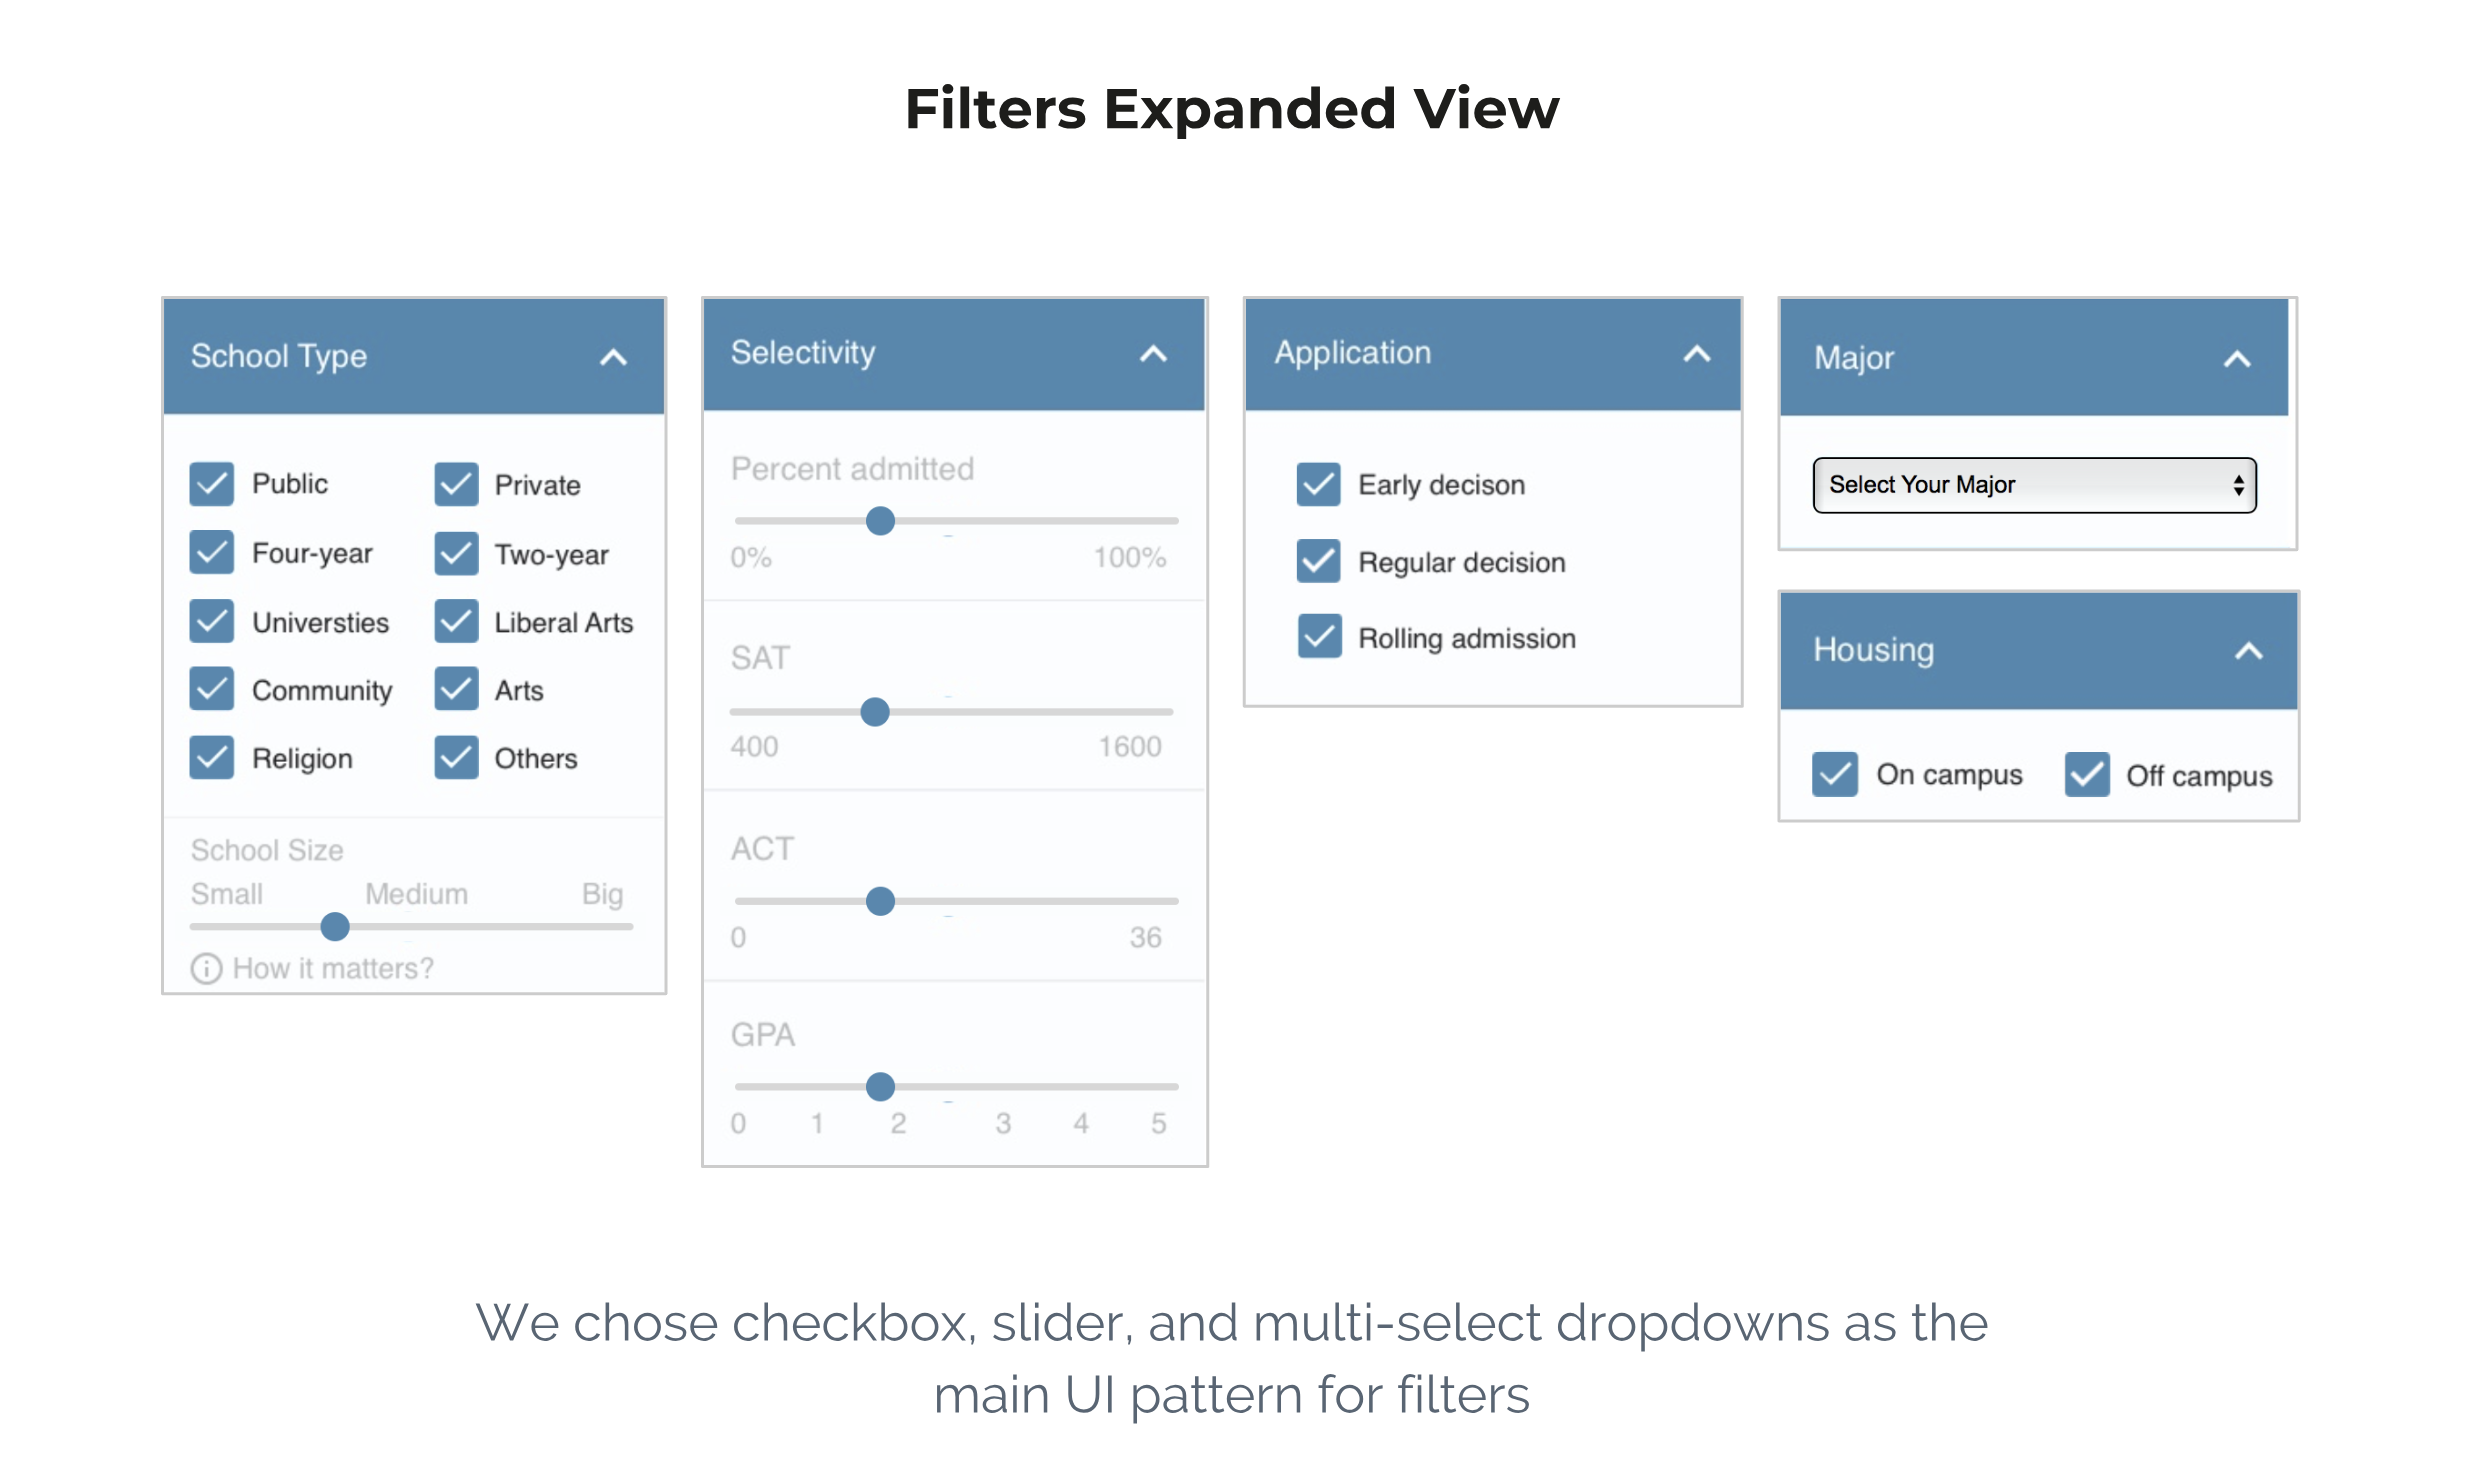 Filters Expanded View
School Type
Public
Private
Four-year
Two-year
Universties
Liberal Arts
Community
Arts
Religion
Others
School Size
Small Medium Big
How it matters?
Selectivity
Percent admitted
0% 100%
SAT
400 1600
ACT
0 36
GPA
0 1 2 3 4 5
Application
Early decison
Regular decision
Rolling admission
Major
Select Your Major
Housing
On campus
Off campus
We chose checkbox, slider, and multi-select dropdowns as the
main UI pattern for filters